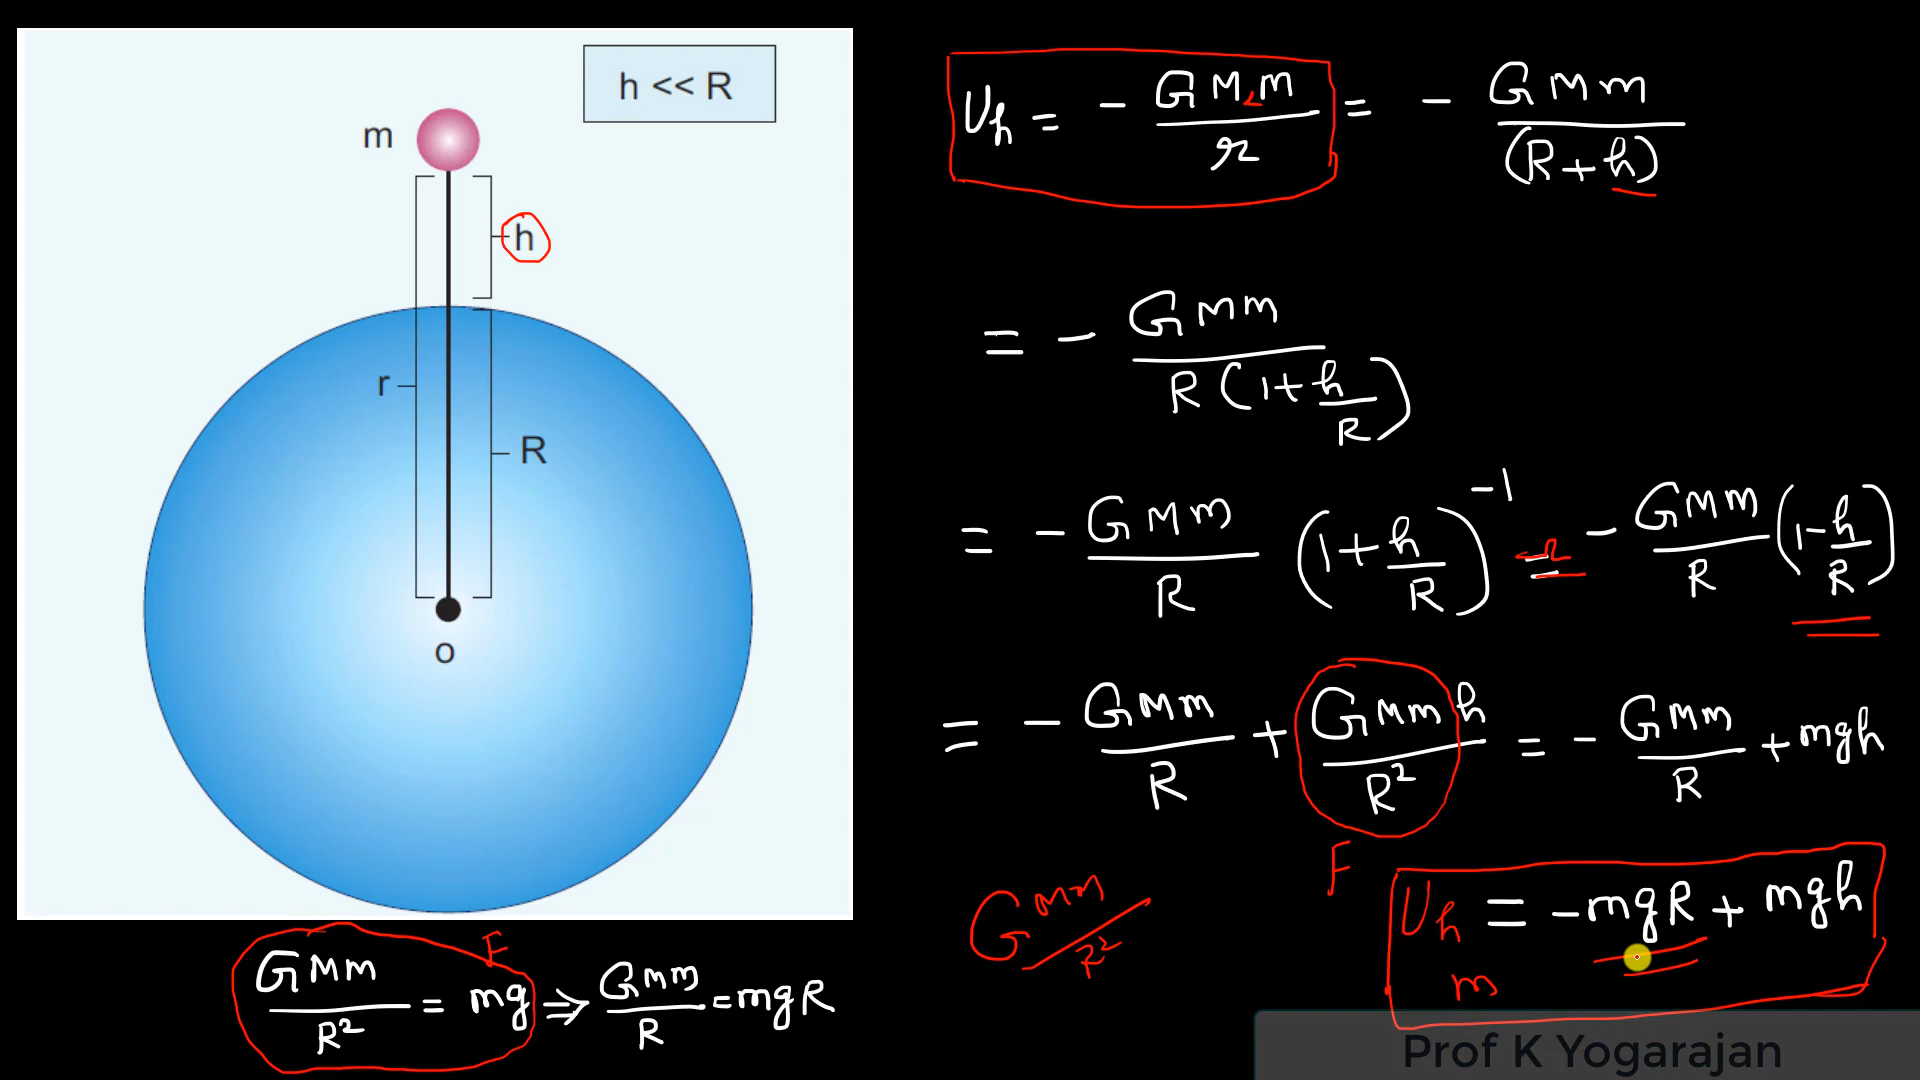 h << R
m
h
r
R
o
U_h = - GMm/r = - GMm/(R+h)
= - GMm/R(1+h/R)
= - GMm/R (1+h/R)^-1 = - GMm/R (1-h/R)
= - GMm/R + GMmh/R² = - GMm/R + mgh
F
GMm/R²
U_h = -mgR + mgh
m
F
GMm/R² = mg ⇒ GMm/R = mgR
Prof K Yogarajan